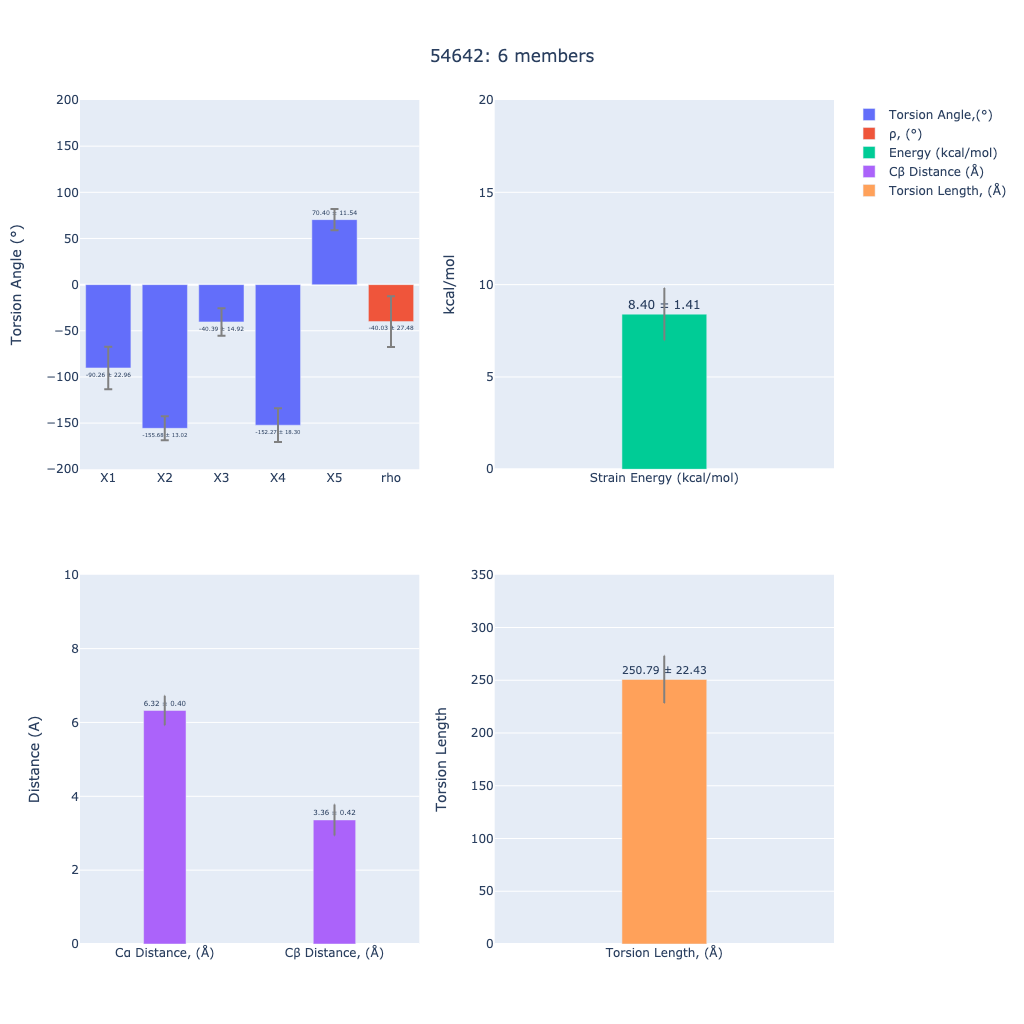 54642: 6 members
Torsion Angle (°)
200
150
100
50
0
−50
−100
−150
−200
-90.26 ± 22.96
-155.68 ± 13.02
-40.39 ± 14.92
-152.27 ± 18.30
70.40 ± 11.54
-40.03 ± 27.48
X1 X2 X3 X4 X5 rho
kcal/mol
20
15
10
5
0
8.40 ± 1.41
Strain Energy (kcal/mol)
Torsion Angle,(°)
ρ, (°)
Energy (kcal/mol)
Cβ Distance (Å)
Torsion Length, (Å)
Distance (A)
10
8
6
4
2
0
6.32 ± 0.40
3.36 ± 0.42
Cα Distance, (Å) Cβ Distance, (Å)
Torsion Length
350
300
250
200
150
100
50
0
250.79 ± 22.43
Torsion Length, (Å)